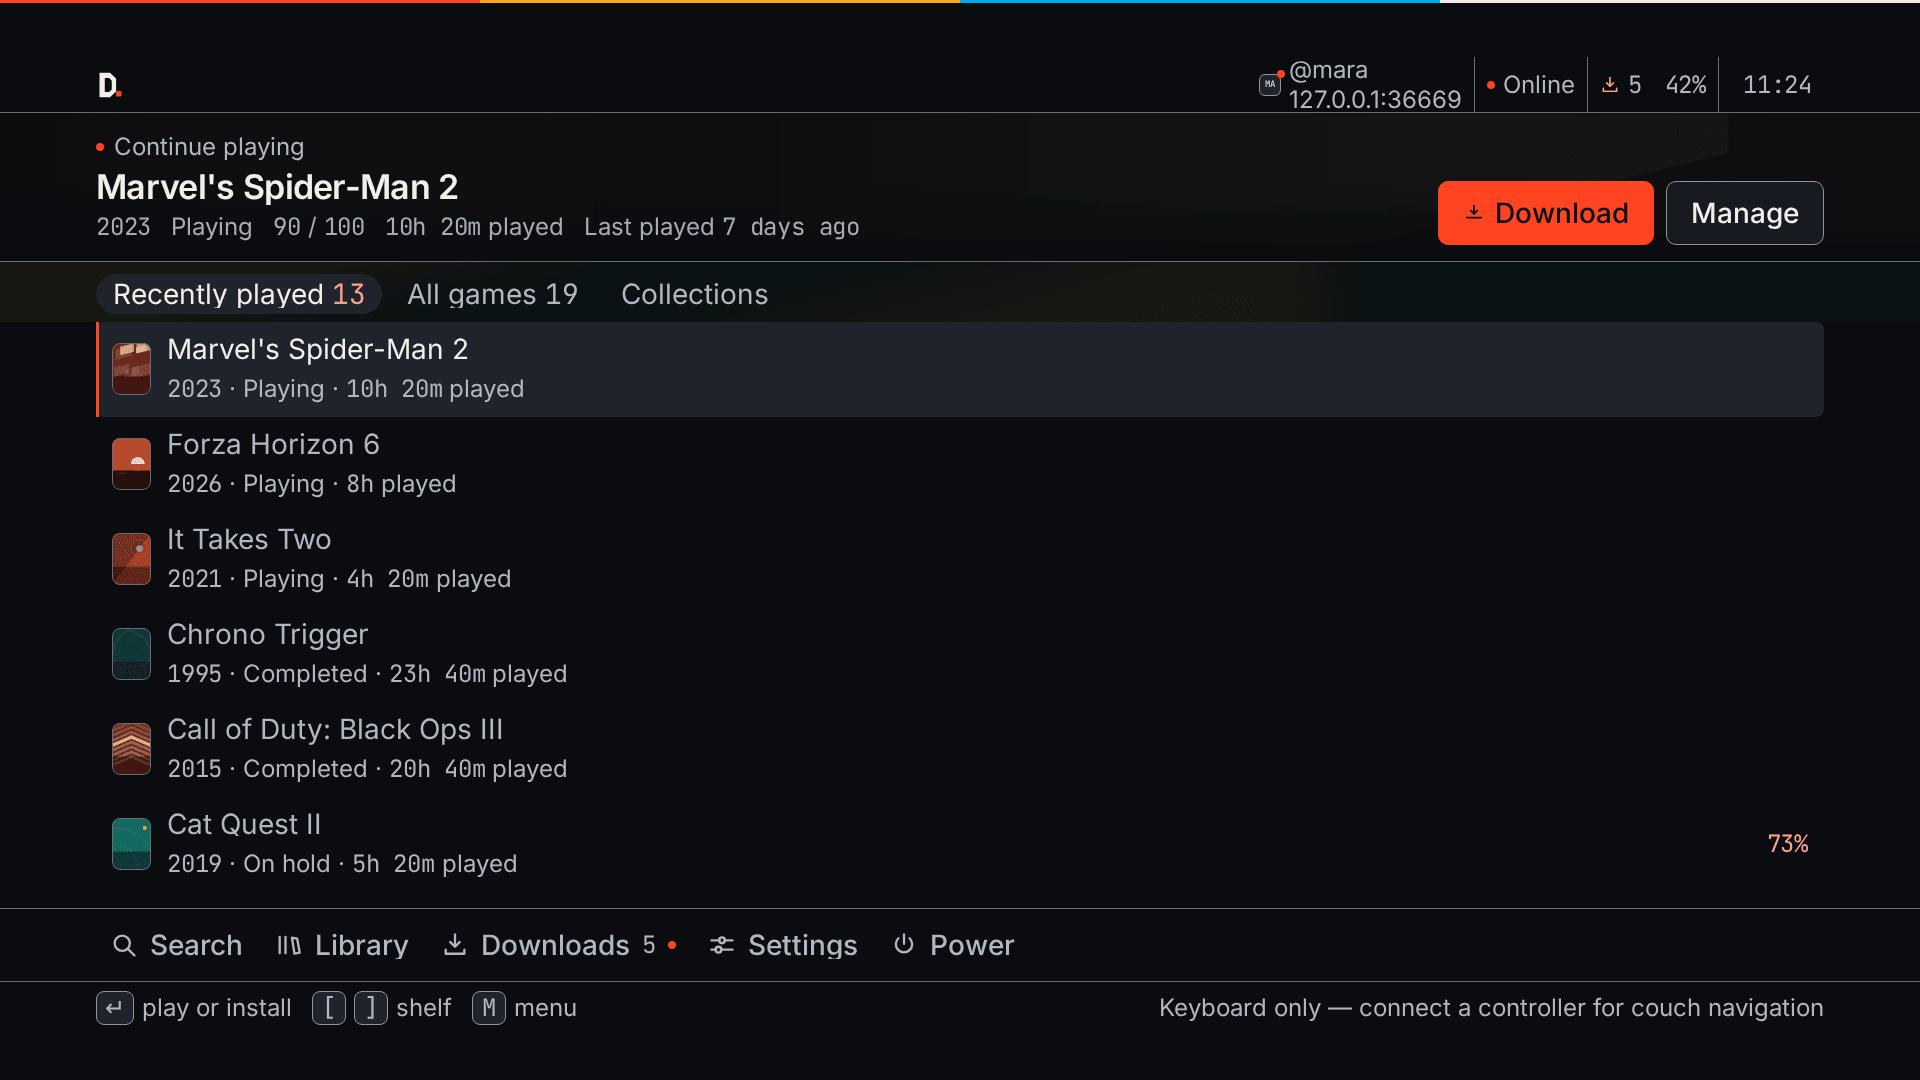 D.
MA
@mara
127.0.0.1:36669
Online
5 42%
11:24
Continue playing
Marvel's Spider-Man 2
2023 Playing 90 / 100 10h 20m played Last played 7 days ago
Download
Manage
Recently played 13 All games 19 Collections
Marvel's Spider-Man 2
2023 · Playing · 10h 20m played
Forza Horizon 6
2026 · Playing · 8h played
It Takes Two
2021 · Playing · 4h 20m played
Chrono Trigger
1995 · Completed · 23h 40m played
Call of Duty: Black Ops III
2015 · Completed · 20h 40m played
Cat Quest II
2019 · On hold · 5h 20m played
73%
Search Library Downloads 5 Settings Power
↵ play or install [ ] shelf M menu
Keyboard only — connect a controller for couch navigation